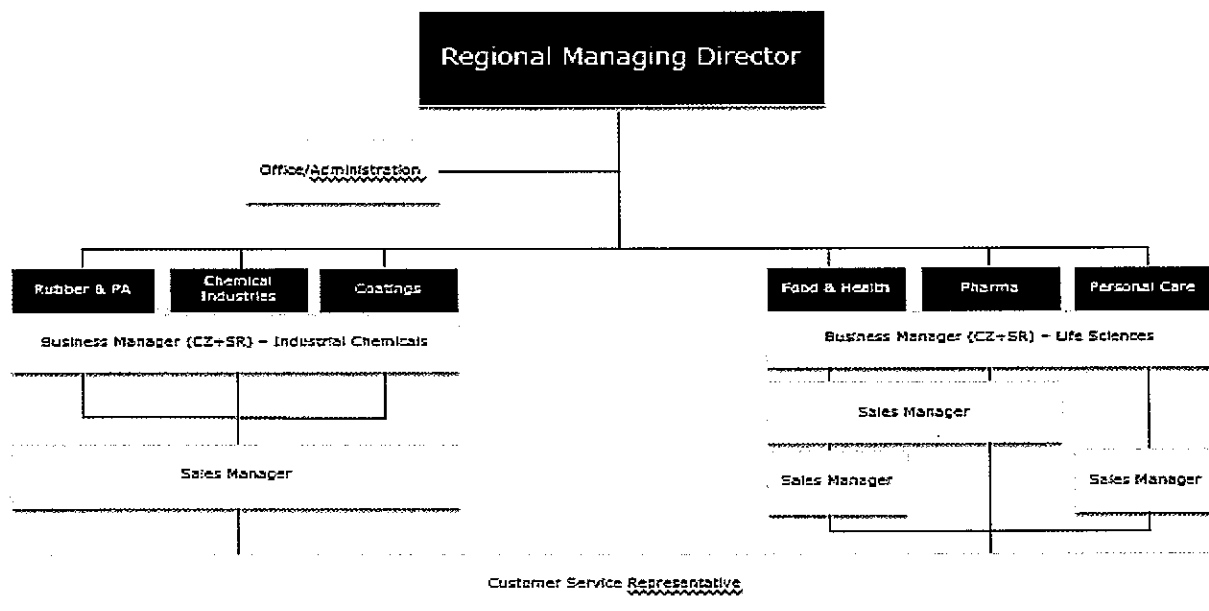 Regional Managing Director
Office/Administration
Rubber & PA
Chemical
Industries
Coatings
Food & Health
Pharma
Personal Care
Business Manager (CZ+SR) – Industrial Chemicals
Business Manager (CZ+SR) – Life Sciences
Sales Manager
Sales Manager
Sales Manager
Sales Manager
Customer Service Representative